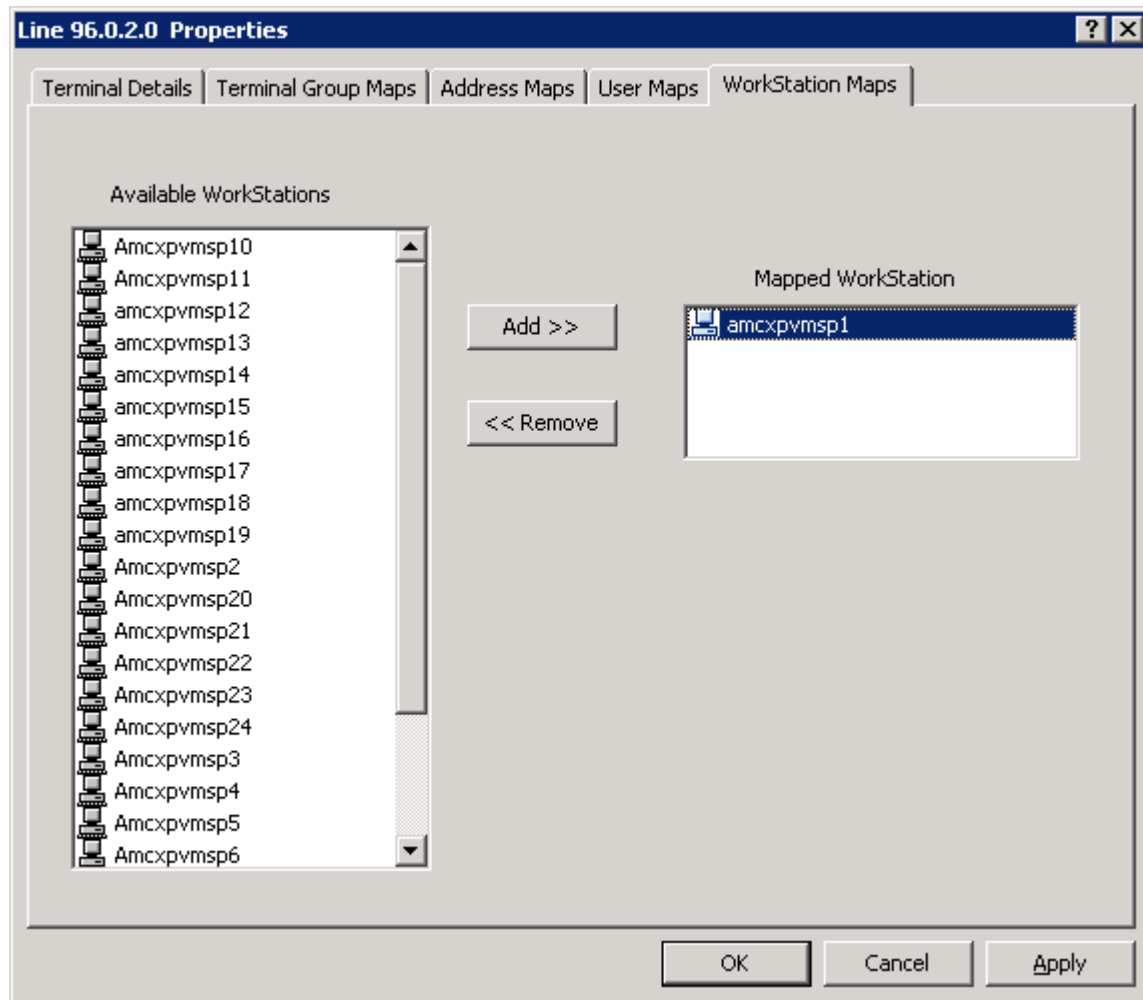 Line 96.0.2.0 Properties
Terminal Details
Terminal Group Maps
Address Maps
User Maps
WorkStation Maps
Available WorkStations
Amcxpvmsp10
Amcxpvmsp11
amcxpvmsp12
amcxpvmsp13
amcxpvmsp14
amcxpvmsp15
amcxpvmsp16
amcxpvmsp17
amcxpvmsp18
amcxpvmsp19
Amcxpvmsp2
Amcxpvmsp20
Amcxpvmsp21
Amcxpvmsp22
Amcxpvmsp23
Amcxpvmsp24
Amcxpvmsp3
Amcxpvmsp4
Amcxpvmsp5
Amcxpvmsp6
Add >>
<< Remove
Mapped WorkStation
amcxpvmsp1
OK
Cancel
Apply